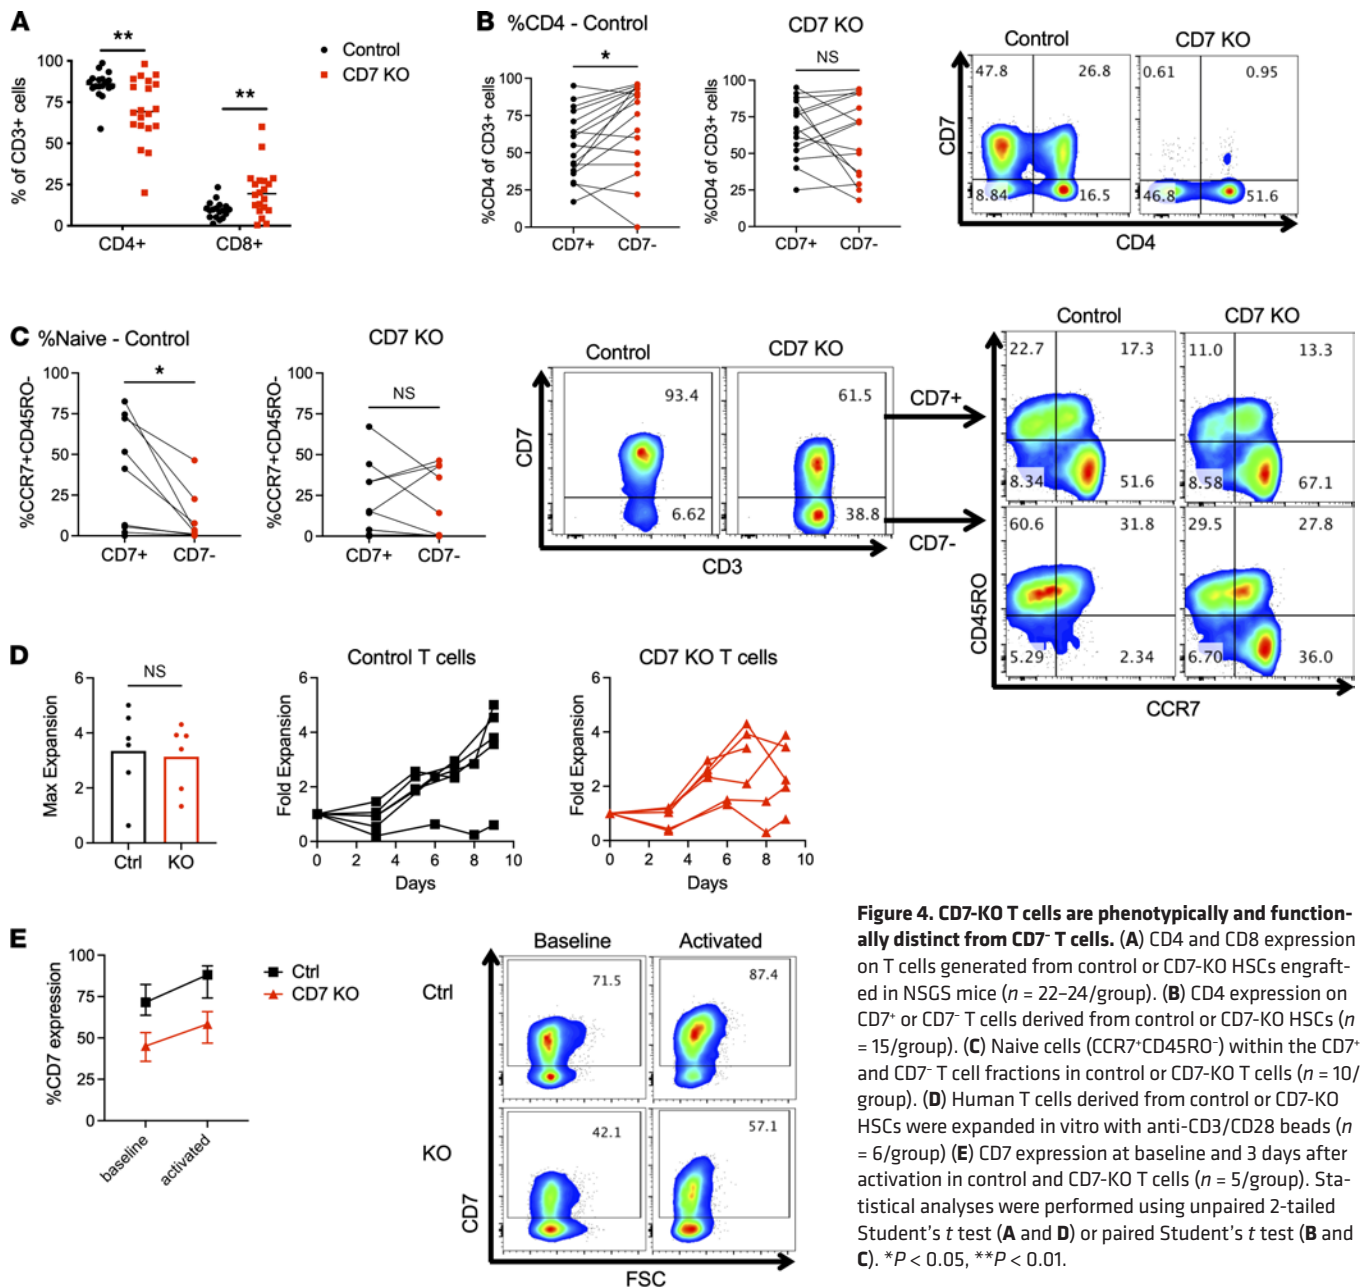 A
**
**
Control
CD7 KO
% of CD3+ cells
100
75
50
25
0
CD4+
CD8+
B
%CD4 - Control
*
%CD4 of CD3+ cells
100
75
50
25
0
CD7+
CD7-
CD7 KO
NS
%CD4 of CD3+ cells
100
75
50
25
0
CD7+
CD7-
Control
CD7 KO
47.8
26.8
0.61
0.95
8.84
16.5
46.8
51.6
CD7
CD4
C
%Naive - Control
*
%CCR7+CD45RO-
100
75
50
25
0
CD7+
CD7-
CD7 KO
NS
%CCR7+CD45RO-
100
75
50
25
0
CD7+
CD7-
Control
CD7 KO
93.4
61.5
6.62
38.8
CD7
CD3
CD7+
CD7-
Control
CD7 KO
22.7
17.3
11.0
13.3
8.34
51.6
8.58
67.1
60.6
31.8
29.5
27.8
5.29
2.34
6.70
36.0
CD45RO
CCR7
D
NS
Max Expansion
6
4
2
0
Ctrl
KO
Control T cells
Fold Expansion
6
4
2
0
0 2 4 6 8 10
Days
CD7 KO T cells
Fold Expansion
6
4
2
0
0 2 4 6 8 10
Days
E
%CD7 expression
100
75
50
25
0
baseline
activated
Ctrl
CD7 KO
Baseline
Activated
Ctrl
71.5
87.4
KO
42.1
57.1
CD7
FSC
Figure 4. CD7-KO T cells are phenotypically and function-
ally distinct from CD7⁻ T cells. (A) CD4 and CD8 expression
on T cells generated from control or CD7-KO HSCs engraft-
ed in NSGS mice (n = 22–24/group). (B) CD4 expression on
CD7⁺ or CD7⁻ T cells derived from control or CD7-KO HSCs (n
= 15/group). (C) Naive cells (CCR7⁺CD45RO⁻) within the CD7⁺
and CD7⁻ T cell fractions in control or CD7-KO T cells (n = 10/
group). (D) Human T cells derived from control or CD7-KO
HSCs were expanded in vitro with anti-CD3/CD28 beads (n
= 6/group) (E) CD7 expression at baseline and 3 days after
activation in control and CD7-KO T cells (n = 5/group). Sta-
tistical analyses were performed using unpaired 2-tailed
Student's t test (A and D) or paired Student's t test (B and
C). *P < 0.05, **P < 0.01.